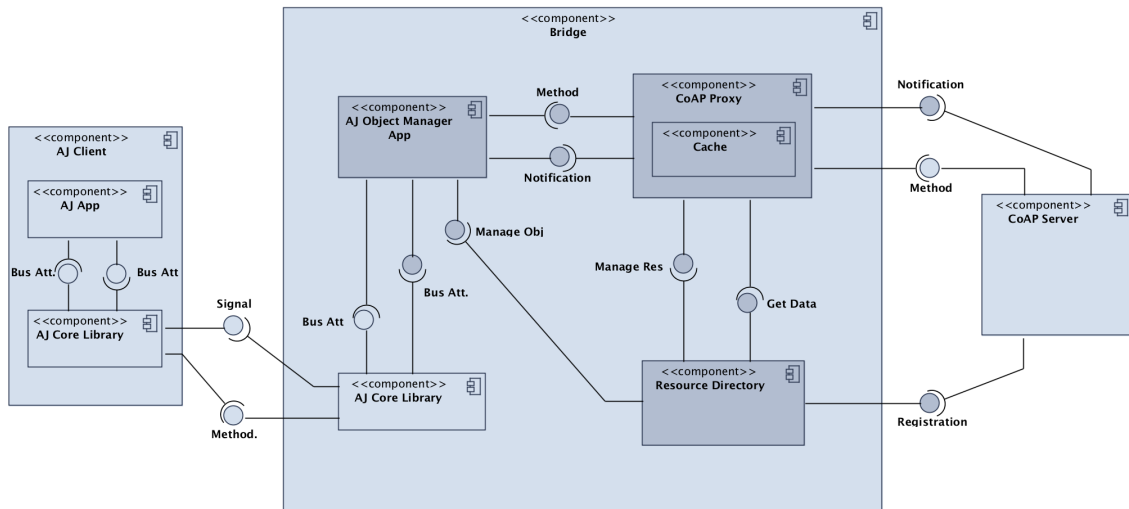 <<component>>
Bridge
<<component>>
AJ Client
<<component>>
AJ App
Bus Att.
Bus Att
<<component>>
AJ Core Library
Signal
Method.
<<component>>
AJ Object Manager
App
Method
Notification
<<component>>
CoAP Proxy
<<component>>
Cache
Manage Obj
Bus Att
Bus Att.
Manage Res
Get Data
<<component>>
AJ Core Library
<<component>>
Resource Directory
Notification
Method
<<component>>
CoAP Server
Registration